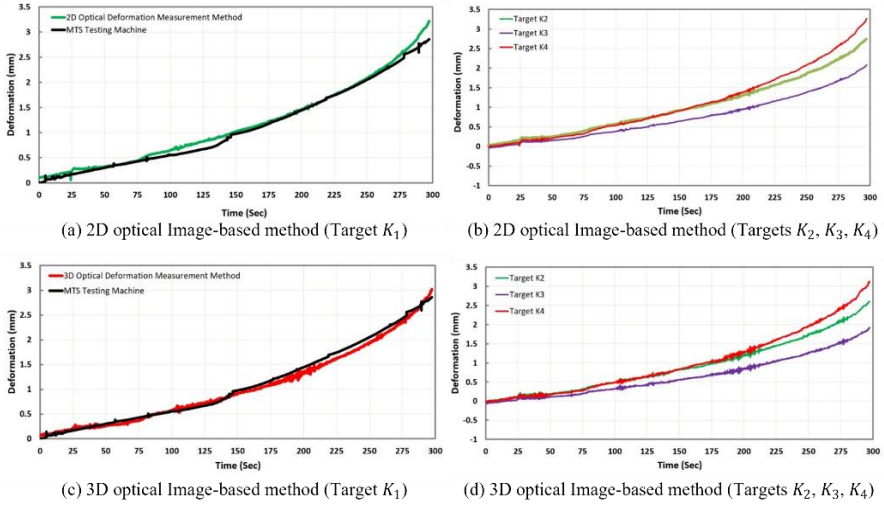 3.5
3
2.5
2
1.5
1
0.5
0
Deformation (mm)
2D Optical Deformation Measurement Method
MTS Testing Machine
0 25 50 75 100 125 150 175 200 225 250 275 300
Time (Sec)
(a) 2D optical Image-based method (Target K1)
3.5
3
2.5
2
1.5
1
0.5
0
-0.5
-1
Deformation (mm)
Target K2
Target K3
Target K4
0 25 50 75 100 125 150 175 200 225 250 275 300
Time (Sec)
(b) 2D optical Image-based method (Targets K2, K3, K4)
3.5
3
2.5
2
1.5
1
0.5
0
Deformation (mm)
3D Optical Deformation Measurement Method
MTS Testing Machine
0 25 50 75 100 125 150 175 200 225 250 275 300
Time (Sec)
(c) 3D optical Image-based method (Target K1)
3.5
3
2.5
2
1.5
1
0.5
0
-0.5
-1
Deformation (mm)
Target K2
Target K3
Target K4
0 25 50 75 100 125 150 175 200 225 250 275 300
Time (Sec)
(d) 3D optical Image-based method (Targets K2, K3, K4)